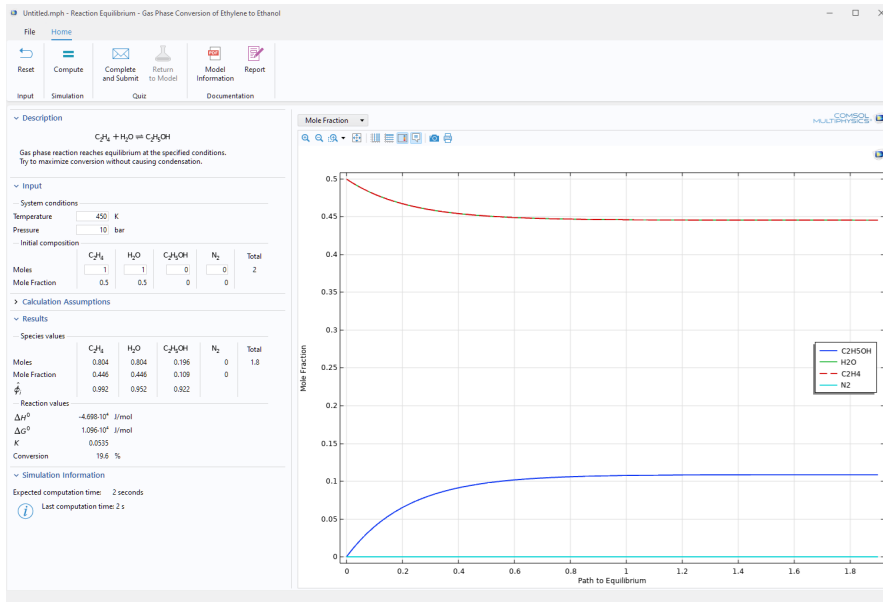 Untitled.mph - Reaction Equilibrium - Gas Phase Conversion of Ethylene to Ethanol
File Home
Reset Compute Complete and Submit Return to Model Model Information Report
Input Simulation Quiz Documentation
Description
C₂H₄ + H₂O ⇌ C₂H₅OH
Gas phase reaction reaches equilibrium at the specified conditions.
Try to maximize conversion without causing condensation.
Input
System conditions
Temperature 450 K
Pressure 10 bar
Initial composition
C₂H₄ H₂O C₂H₅OH N₂ Total
Moles 1 1 0 0 2
Mole Fraction 0.5 0.5 0 0
Calculation Assumptions
Results
Species values
C₂H₄ H₂O C₂H₅OH N₂ Total
Moles 0.804 0.804 0.196 0 1.8
Mole Fraction 0.446 0.446 0.109 0
ϕ̂ᵢ 0.992 0.952 0.922
Reaction values
ΔH⁰ -4.698·10⁴ J/mol
ΔG⁰ 1.096·10⁴ J/mol
K 0.0535
Conversion 19.6 %
Simulation Information
Expected computation time: 2 seconds
Last computation time: 2 s
Mole Fraction
COMSOL
MULTIPHYSICS
0.5
0.45
0.4
0.35
0.3
0.25
0.2
0.15
0.1
0.05
0
Mole Fraction
C2H5OH
H2O
C2H4
N2
0 0.2 0.4 0.6 0.8 1 1.2 1.4 1.6 1.8
Path to Equilibrium